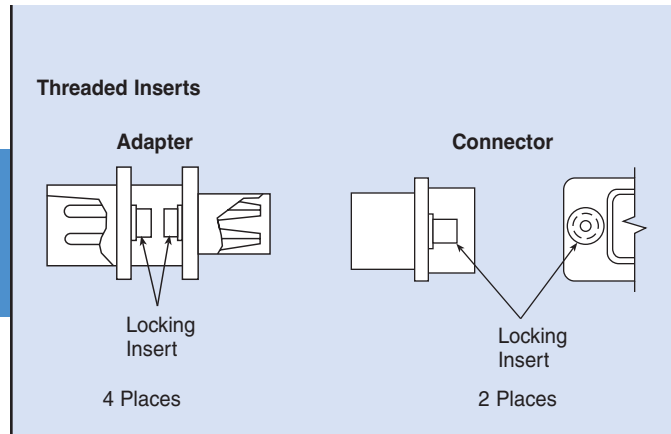 Threaded Inserts
Adapter
Connector
Locking
Insert
Locking
Insert
4 Places
2 Places